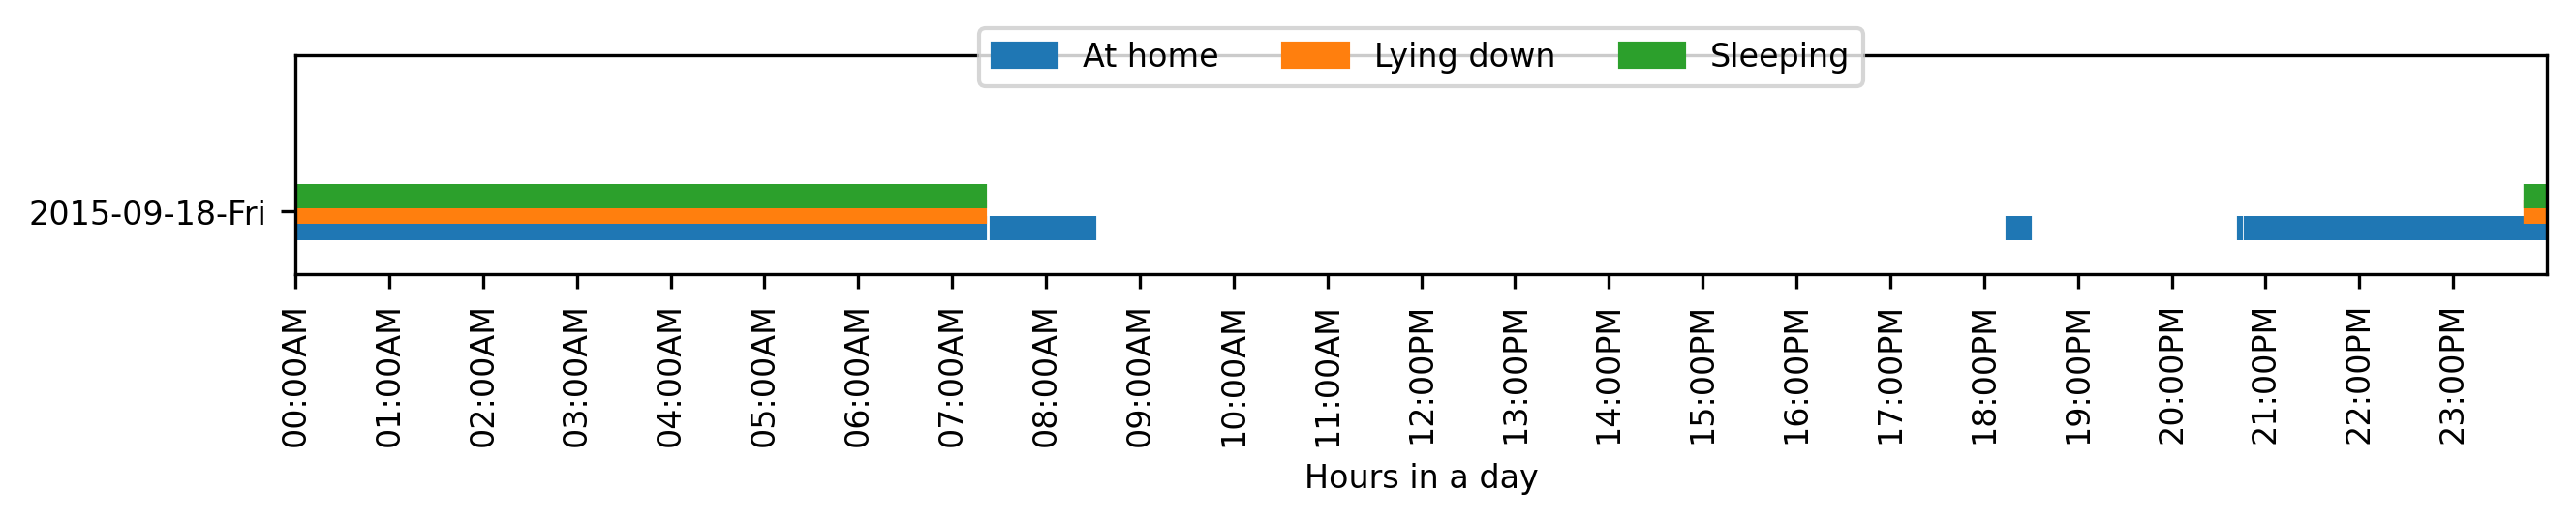 At home Lying down Sleeping
2015-09-18-Fri
00:00AM
01:00AM
02:00AM
03:00AM
04:00AM
05:00AM
06:00AM
07:00AM
08:00AM
09:00AM
10:00AM
11:00AM
12:00PM
13:00PM
14:00PM
15:00PM
16:00PM
17:00PM
18:00PM
19:00PM
20:00PM
21:00PM
22:00PM
23:00PM
Hours in a day